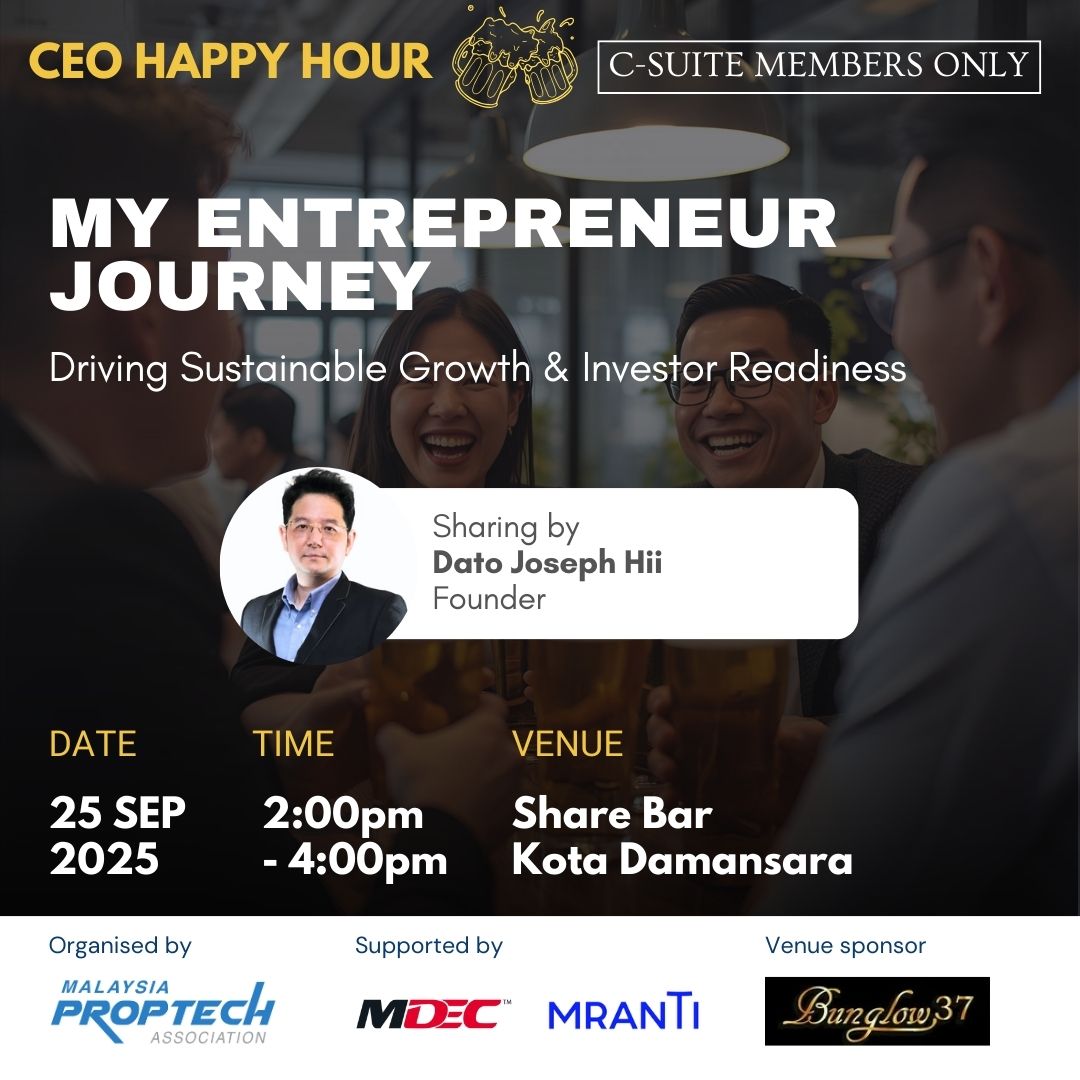 CEO HAPPY HOUR
C-SUITE MEMBERS ONLY
MY ENTREPRENEUR
JOURNEY
Driving Sustainable Growth & Investor Readiness
Sharing by
Dato Joseph Hii
Founder
DATE
25 SEP
2025
TIME
2:00pm
- 4:00pm
VENUE
Share Bar
Kota Damansara
Organised by
MALAYSIA
PROPTECH
ASSOCIATION
Supported by
MDEC™
MRANTI
Venue sponsor
Bunglow37